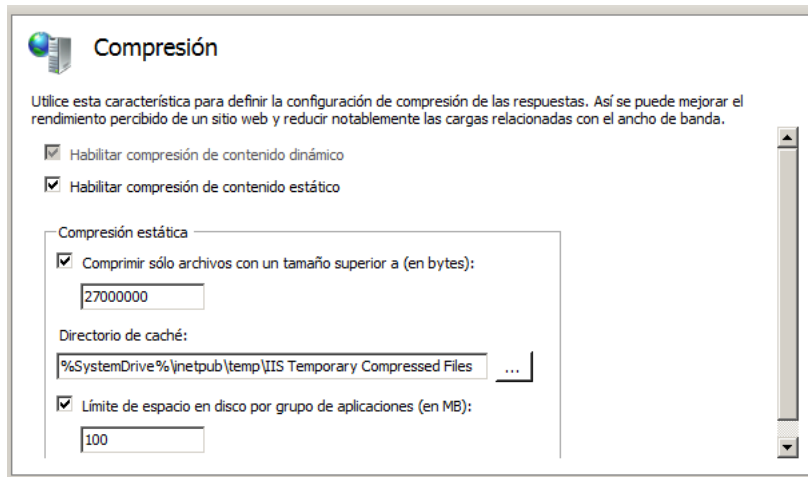 Compresión
Utilice esta característica para definir la configuración de compresión de las respuestas. Así se puede mejorar el
rendimiento percibido de un sitio web y reducir notablemente las cargas relacionadas con el ancho de banda.
Habilitar compresión de contenido dinámico
Habilitar compresión de contenido estático
Compresión estática
Comprimir sólo archivos con un tamaño superior a (en bytes):
27000000
Directorio de caché:
%SystemDrive%\inetpub\temp\IIS Temporary Compressed Files
...
Límite de espacio en disco por grupo de aplicaciones (en MB):
100